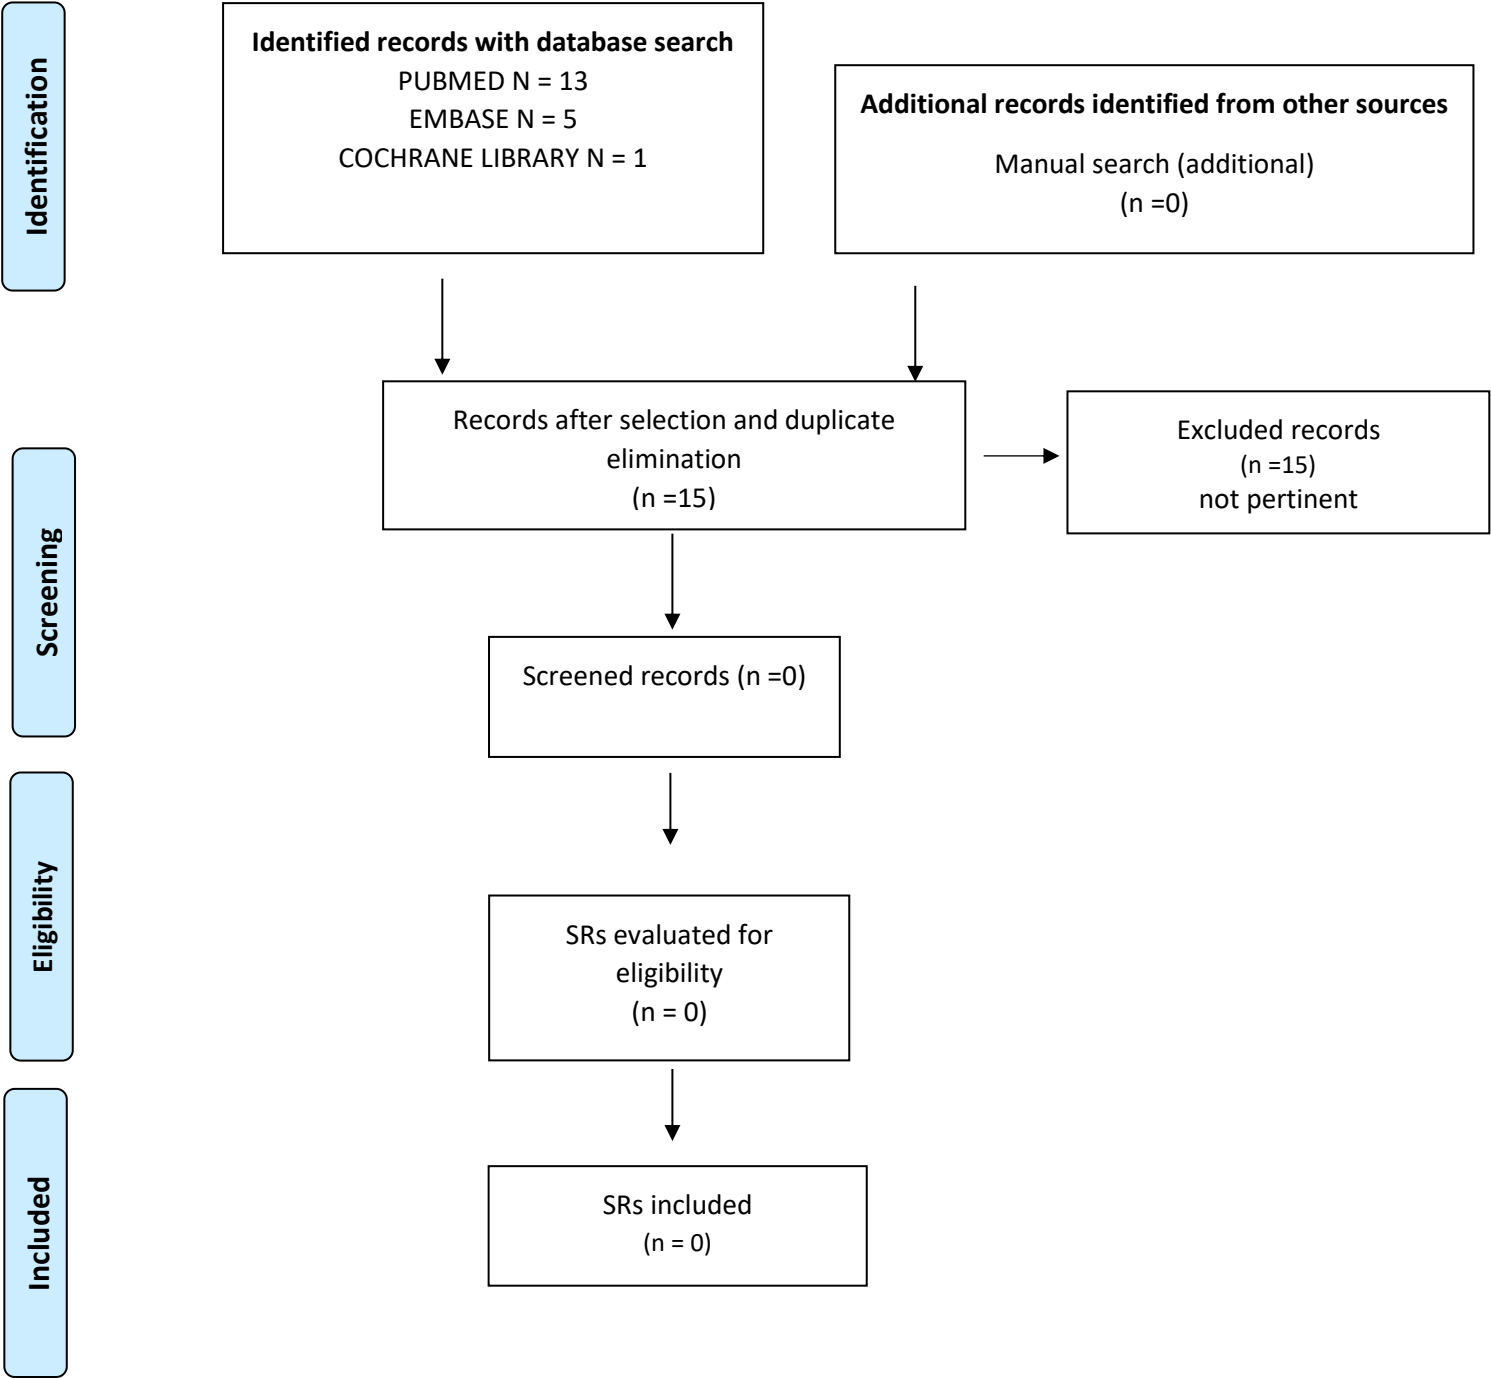 Identification
Identified records with database search
PUBMED N = 13
EMBASE N = 5
COCHRANE LIBRARY N = 1
Additional records identified from other sources
Manual search (additional)
(n =0)
Screening
Records after selection and duplicate
elimination
(n =15)
Excluded records
(n =15)
not pertinent
Screened records (n =0)
Eligibility
SRs evaluated for
eligibility
(n = 0)
Included
SRs included
(n = 0)